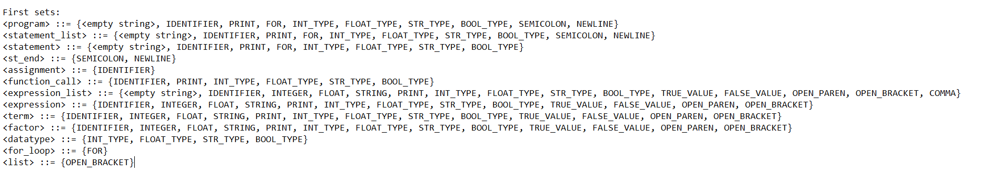 First sets:
<program> ::= {<empty string>, IDENTIFIER, PRINT, FOR, INT_TYPE, FLOAT_TYPE, STR_TYPE, BOOL_TYPE, SEMICOLON, NEWLINE}
<statement_list> ::= {<empty string>, IDENTIFIER, PRINT, FOR, INT_TYPE, FLOAT_TYPE, STR_TYPE, BOOL_TYPE, SEMICOLON, NEWLINE}
<statement> ::= {<empty string>, IDENTIFIER, PRINT, FOR, INT_TYPE, FLOAT_TYPE, STR_TYPE, BOOL_TYPE}
<st_end> ::= {SEMICOLON, NEWLINE}
<assignment> ::= {IDENTIFIER}
<function_call> ::= {IDENTIFIER, PRINT, INT_TYPE, FLOAT_TYPE, STR_TYPE, BOOL_TYPE}
<expression_list> ::= {<empty string>, IDENTIFIER, INTEGER, FLOAT, STRING, PRINT, INT_TYPE, FLOAT_TYPE, STR_TYPE, BOOL_TYPE, TRUE_VALUE, FALSE_VALUE, OPEN_PAREN, OPEN_BRACKET, COMMA}
<expression> ::= {IDENTIFIER, INTEGER, FLOAT, STRING, PRINT, INT_TYPE, FLOAT_TYPE, STR_TYPE, BOOL_TYPE, TRUE_VALUE, FALSE_VALUE, OPEN_PAREN, OPEN_BRACKET}
<term> ::= {IDENTIFIER, INTEGER, FLOAT, STRING, PRINT, INT_TYPE, FLOAT_TYPE, STR_TYPE, BOOL_TYPE, TRUE_VALUE, FALSE_VALUE, OPEN_PAREN, OPEN_BRACKET}
<factor> ::= {IDENTIFIER, INTEGER, FLOAT, STRING, PRINT, INT_TYPE, FLOAT_TYPE, STR_TYPE, BOOL_TYPE, TRUE_VALUE, FALSE_VALUE, OPEN_PAREN, OPEN_BRACKET}
<datatype> ::= {INT_TYPE, FLOAT_TYPE, STR_TYPE, BOOL_TYPE}
<for_loop> ::= {FOR}
<list> ::= {OPEN_BRACKET}